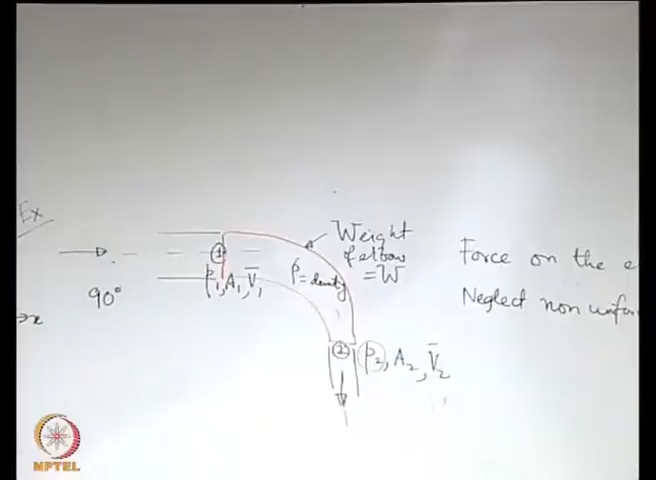 Ex
Weight
of elbow
= W
①
ρ = density
p₁, A₁, V̄₁
90°
x
Force on the e
Neglect non unifor
②
p₂, A₂, V̄₂
NPTEL